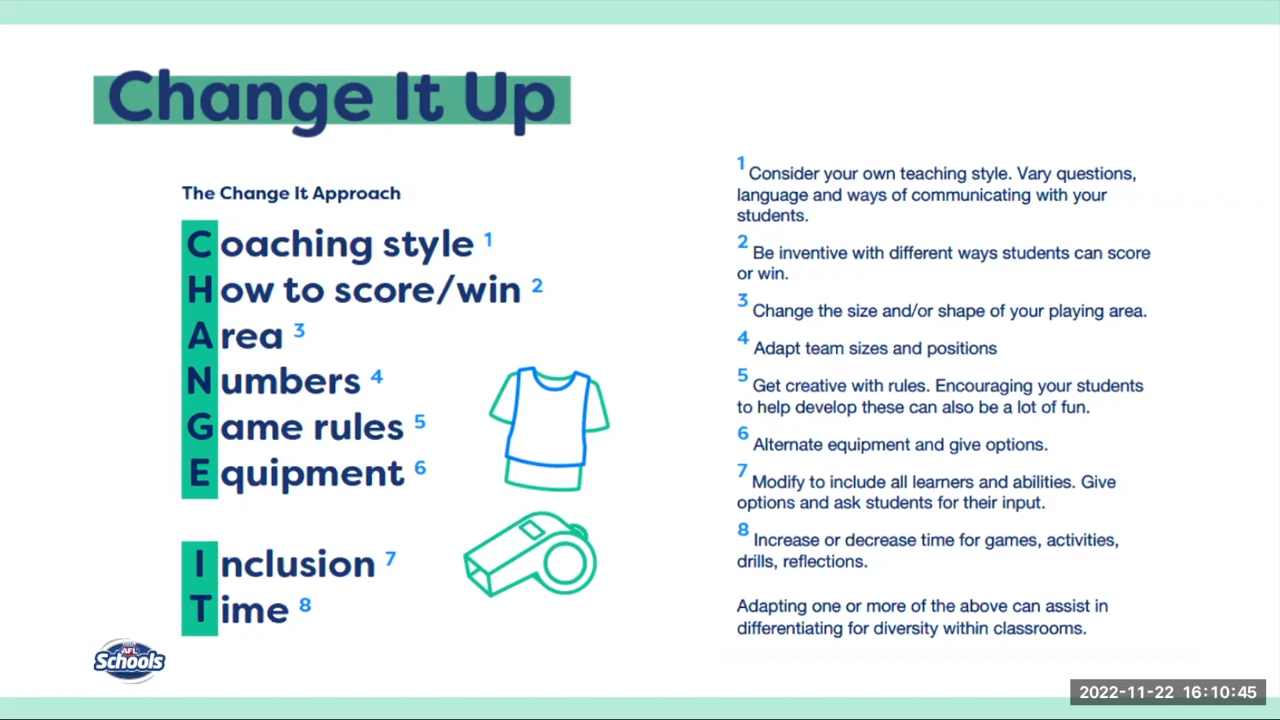 Change It Up
The Change It Approach
Coaching style 1
How to score/win 2
Area 3
Numbers 4
Game rules 5
Equipment 6
Inclusion 7
Time 8
1 Consider your own teaching style. Vary questions,
language and ways of communicating with your
students.
2 Be inventive with different ways students can score
or win.
3 Change the size and/or shape of your playing area.
4 Adapt team sizes and positions
5 Get creative with rules. Encouraging your students
to help develop these can also be a lot of fun.
6 Alternate equipment and give options.
7 Modify to include all learners and abilities. Give
options and ask students for their input.
8 Increase or decrease time for games, activities,
drills, reflections.
Adapting one or more of the above can assist in
differentiating for diversity within classrooms.
AFL
Schools
2022-11-22 16:10:45